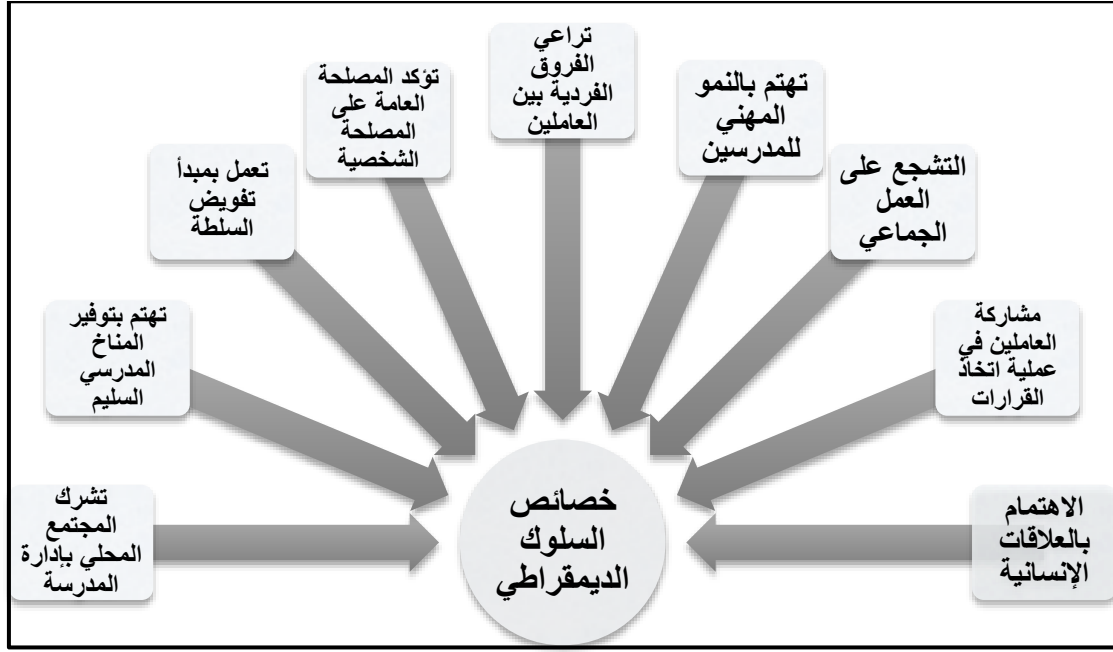 الاهتمام
بالعلاقات
الإنسانية
مشاركة
العاملين في
عملية اتخاذ
القرارات
التشجع على
العمل
الجماعي
تهتم بالنمو
المهني
للمدرسين
تراعي
الفروق
الفردية بين
العاملين
تؤكد المصلحة
العامة على
المصلحة
الشخصية
تعمل بمبدأ
تفويض
السلطة
تهتم بتوفير
المناخ
المدرسي
السليم
تشرك
المجتمع
المحلي بإدارة
المدرسة
خصائص
السلوك
الديمقراطي